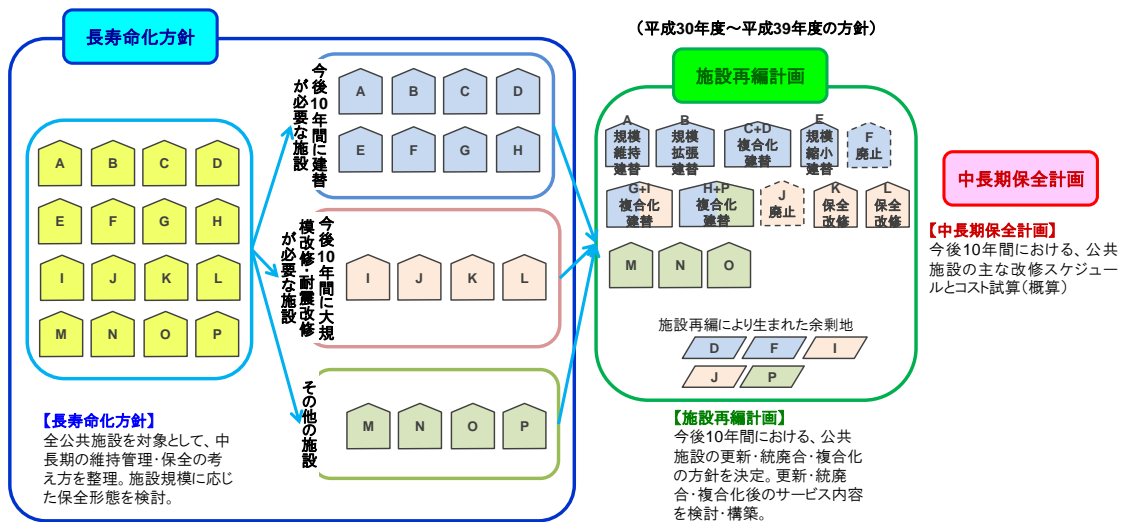 長寿命化方針
A B C D
E F G H
I J K L
M N O P
【長寿命化方針】
全公共施設を対象として、中
長期の維持管理・保全の考
え方を整理。施設規模に応じ
た保全形態を検討。
今後10年間に建替
が必要な施設
A B C D
E F G H
今後10年間に大規
模改修・耐震改修
が必要な施設
I J K L
その他の施設
M N O P
（平成30年度～平成39年度の方針）
施設再編計画
A
規模
維持
建替
B
規模
拡張
建替
C+D
複合化
建替
E
規模
縮小
建替
F
廃止
G+I
複合化
建替
H+P
複合化
建替
J
廃止
K
保全
改修
L
保全
改修
M N O
施設再編により生まれた余剰地
D F I
J P
【施設再編計画】
今後10年間における、公共
施設の更新・統廃合・複合化
の方針を決定。更新・統廃
合・複合化後のサービス内容
を検討・構築。
中長期保全計画
【中長期保全計画】
今後10年間における、公共
施設の主な改修スケジュー
ルとコスト試算（概算）